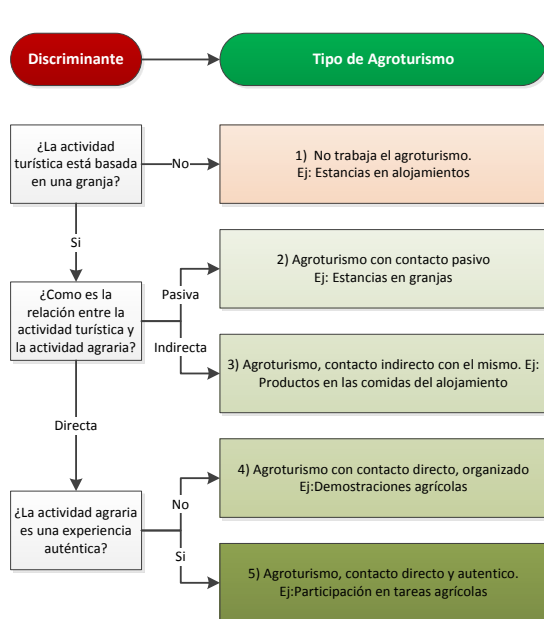 Discriminante
Tipo de Agroturismo
¿La actividad
turística está basada
en una granja?
No
1) No trabaja el agroturismo.
Ej: Estancias en alojamientos
Si
¿Como es la
relación entre la
actividad turística y
la actividad agraria?
Pasiva
2) Agroturismo con contacto pasivo
Ej: Estancias en granjas
Indirecta
3) Agroturismo, contacto indirecto con el mismo. Ej:
Productos en las comidas del alojamiento
Directa
¿La actividad agraria
es una experiencia
auténtica?
No
4) Agroturismo con contacto directo, organizado
Ej:Demostraciones agrícolas
Si
5) Agroturismo, contacto directo y autentico.
Ej:Participación en tareas agrícolas